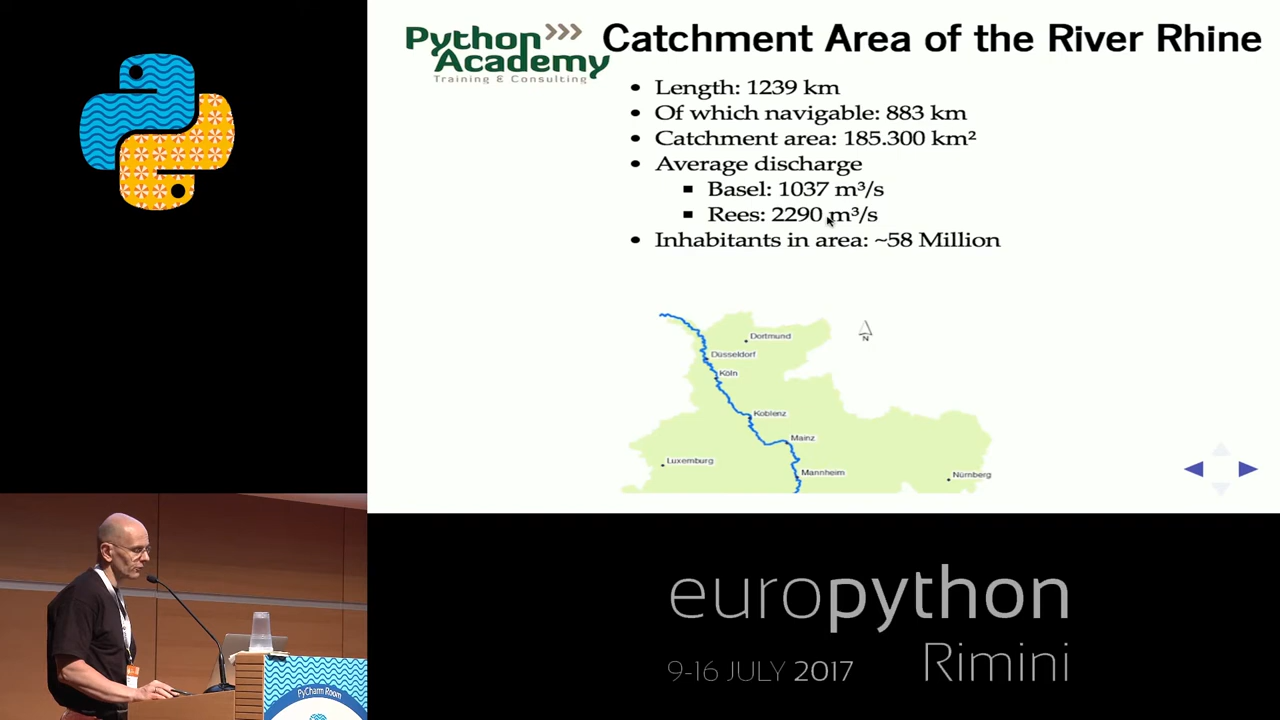 Python
Academy
Training & Consulting
Catchment Area of the River Rhine
Length: 1239 km
Of which navigable: 883 km
Catchment area: 185.300 km²
Average discharge
Basel: 1037 m³/s
Rees: 2290 m³/s
Inhabitants in area: ~58 Million
Dortmund
N
Düsseldorf
Köln
Koblenz
Mainz
Luxemburg
Mannheim
Nürnberg
europython
Rimini
9-16 JULY 2017
PyCharm Room